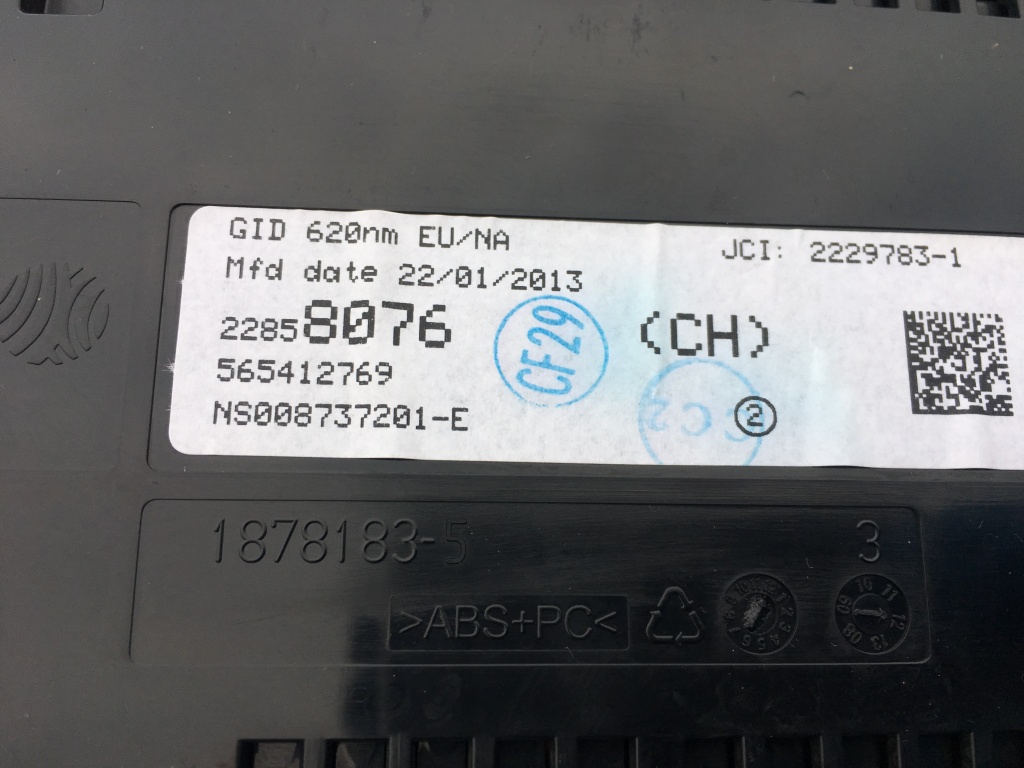 GID 620nm EU/NA
JCI: 2229783-1
Mfd date 22/01/2013
22858076
CF29
(CH)
565412769
CC2
2
NS008737201-E
1878183-5
3
>ABS+PC<